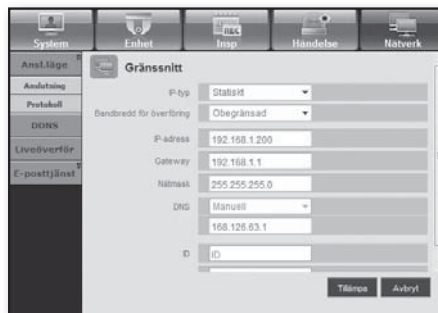 System Enhet Insp Händelse Nätverk
Ansl.läge
Anslutning
Protokoll
DDNS
Liveöverför
E-posttjänst
Gränssnitt
IP-typ Statiskt
Bandbredd för överföring Obegränsad
IP-adress 192.168.1.200
Gateway 192.168.1.1
Nätmask 255.255.255.0
DNS Manuell
168.126.63.1
ID iD
Tillämpa Avbryt